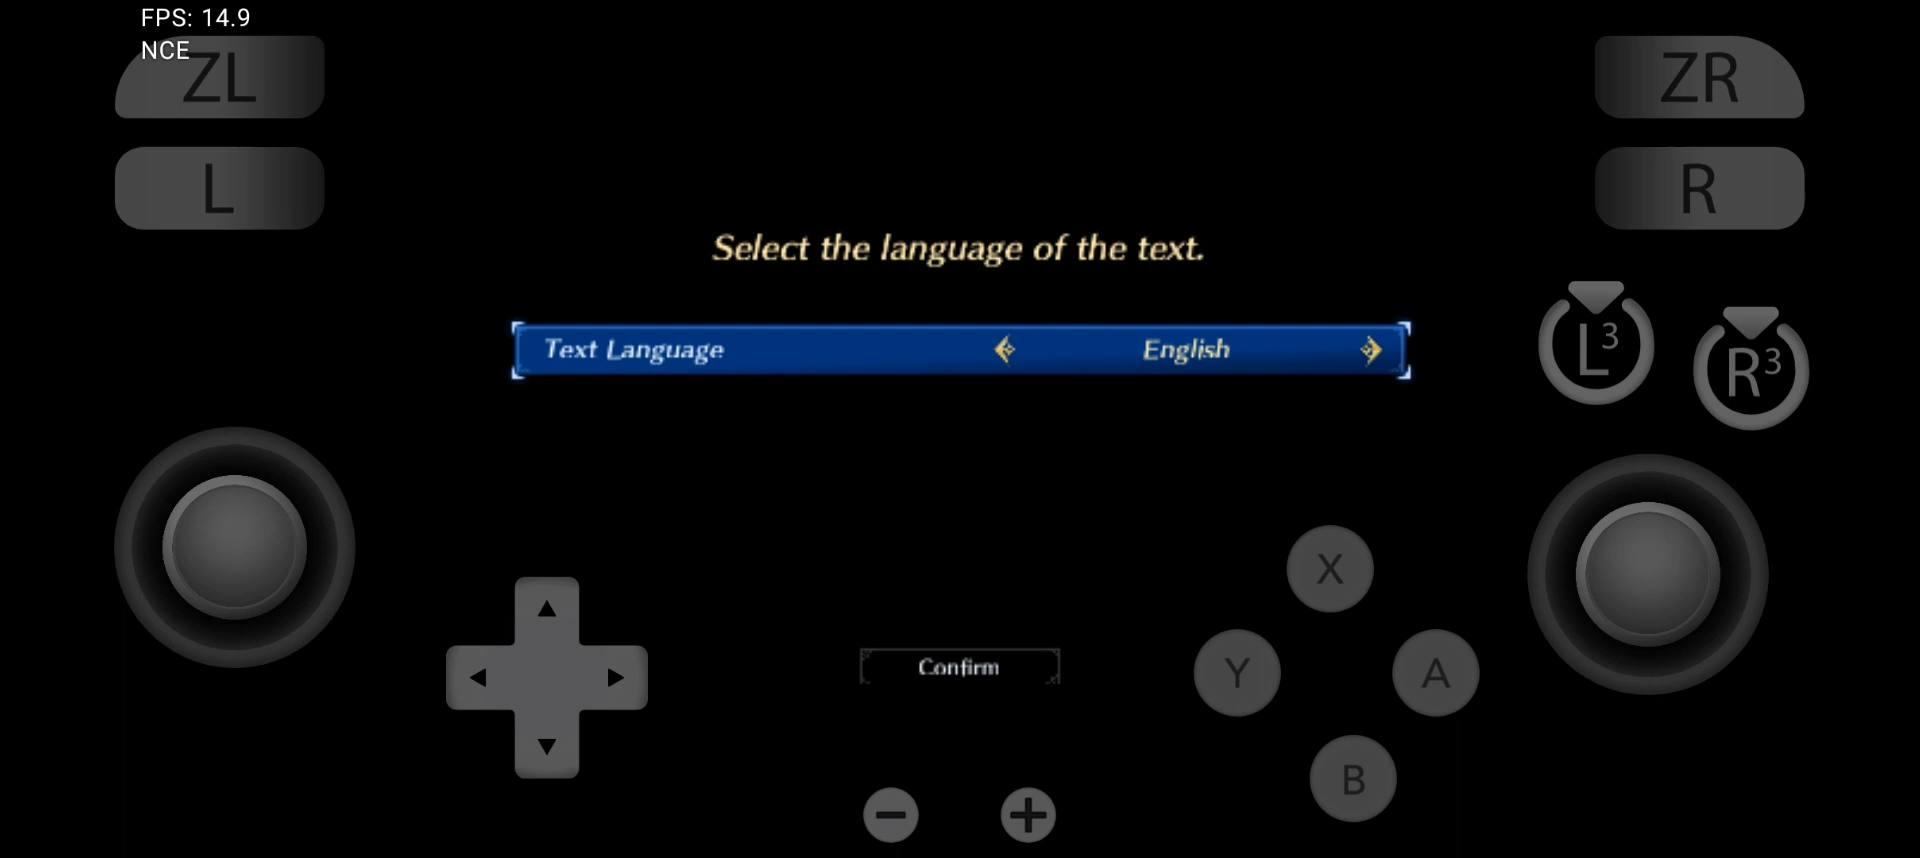 FPS: 14.9
NCE
ZL
ZR
L
R
Select the language of the text.
L3
R3
Text Language English
X
Confirm
Y
A
B